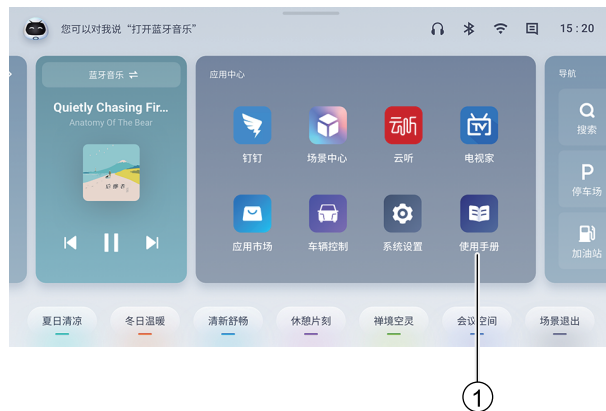 您可以对我说“打开蓝牙音乐”
15:20
蓝牙音乐
Quietly Chasing Fir...
Anatomy Of The Bear
应用中心
钉钉
场景中心
云听
云听
电视家
TV
应用市场
车辆控制
系统设置
使用手册
导航
搜索
P
停车场
加油站
夏日清凉
冬日温暖
清新舒畅
休憩片刻
禅境空灵
会议空间
场景退出
1